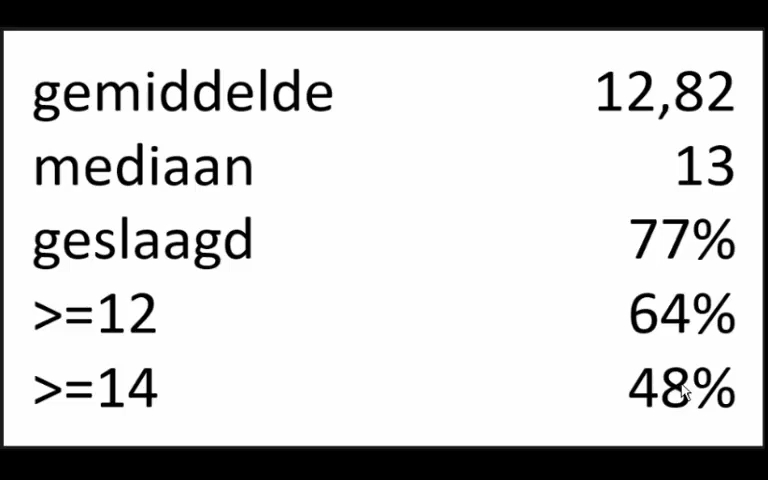 gemiddelde 12,82
mediaan 13
geslaagd 77%
>=12 64%
>=14 48%